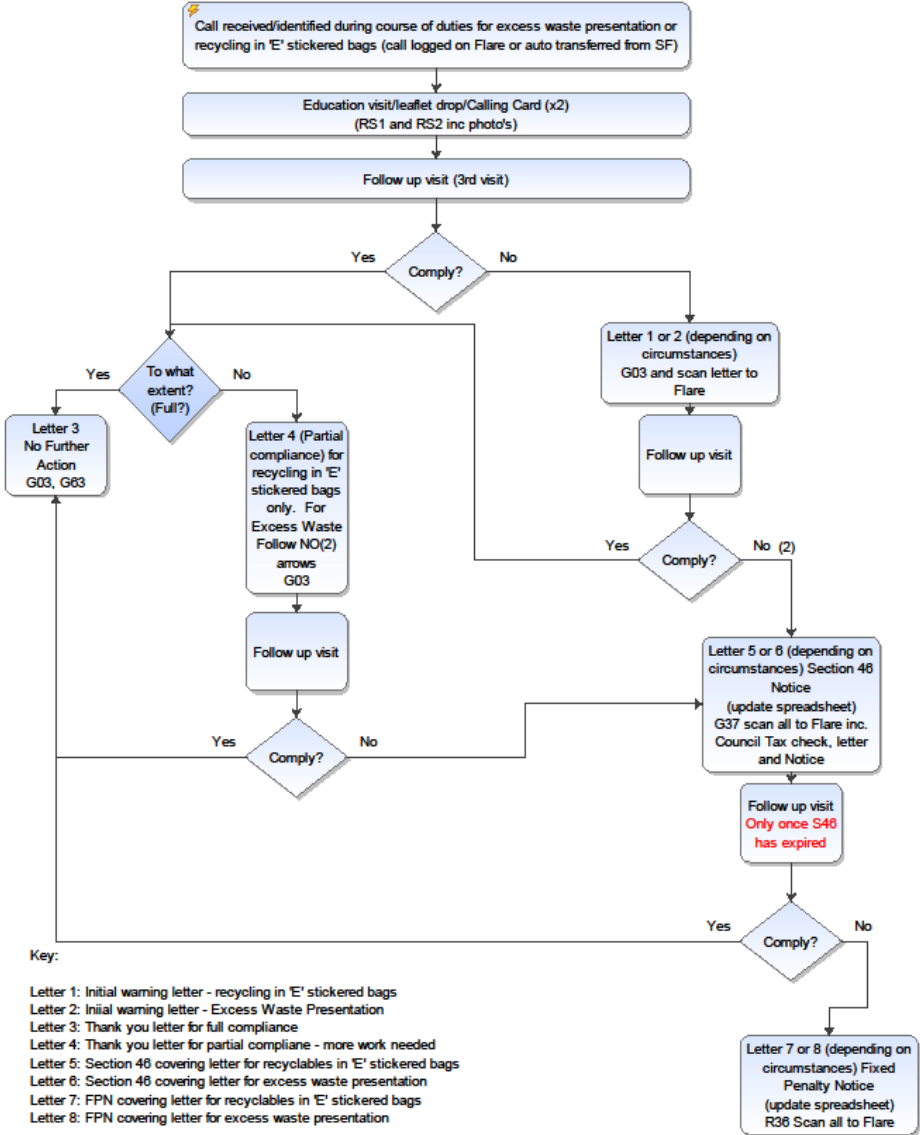 Call received/identified during course of duties for excess waste presentation or
recycling in 'E' stickered bags (call logged on Flare or auto transferred from SF)
Education visit/leaflet drop/Calling Card (x2)
(RS1 and RS2 inc photo's)
Follow up visit (3rd visit)
Yes
Comply?
No
Letter 1 or 2 (depending on
circumstances)
G03 and scan letter to
Flare
Yes
To what
extent?
(Full?)
No
Letter 3
No Further
Action
G03, G63
Letter 4 (Partial
compliance) for
recycling in 'E'
stickered bags
only. For
Excess Waste
Follow NO(2)
arrows
G03
Follow up visit
Yes
Comply?
No (2)
Follow up visit
Letter 5 or 6 (depending on
circumstances) Section 46
Notice
(update spreadsheet)
G37 scan all to Flare inc.
Council Tax check, letter
and Notice
Yes
Comply?
No
Follow up visit
Only once S46
has expired
Yes
Comply?
No
Key:
Letter 1: Initial warning letter - recycling in 'E' stickered bags
Letter 2: Iniial warning letter - Excess Waste Presentation
Letter 3: Thank you letter for full compliance
Letter 4: Thank you letter for partial compliane - more work needed
Letter 5: Section 46 covering letter for recyclables in 'E' stickered bags
Letter 6: Section 46 covering letter for excess waste presentation
Letter 7: FPN covering letter for recyclables in 'E' stickered bags
Letter 8: FPN covering letter for excess waste presentation
Letter 7 or 8 (depending on
circumstances) Fixed
Penalty Notice
(update spreadsheet)
R36 Scan all to Flare